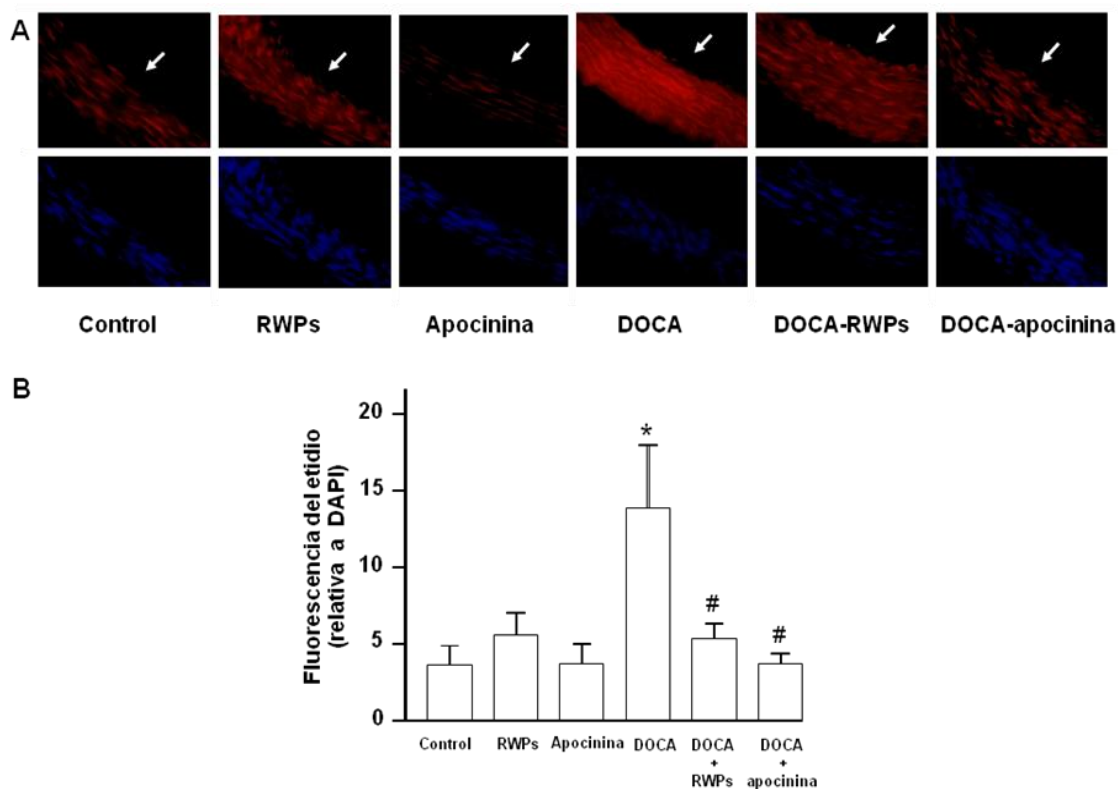 A
Control RWPs Apocinina DOCA DOCA-RWPs DOCA-apocinina
B
Fluorescencia del etidio
(relativa a DAPI)
20
15
10
5
0
*
#
#
Control RWPs Apocinina DOCA DOCA DOCA
+ +
RWPs apocinina